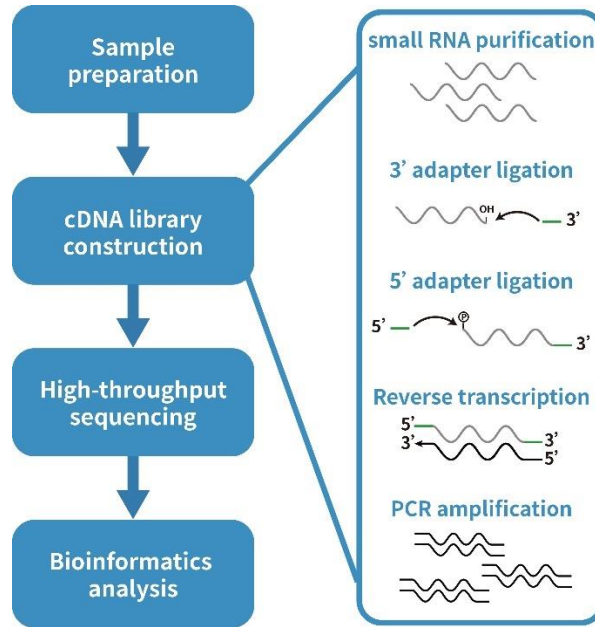 Sample
preparation
cDNA library
construction
High-throughput
sequencing
Bioinformatics
analysis
small RNA purification
3’ adapter ligation
OH
3’
5’ adapter ligation
5’
P
3’
Reverse transcription
5’
3’
3’
5’
PCR amplification